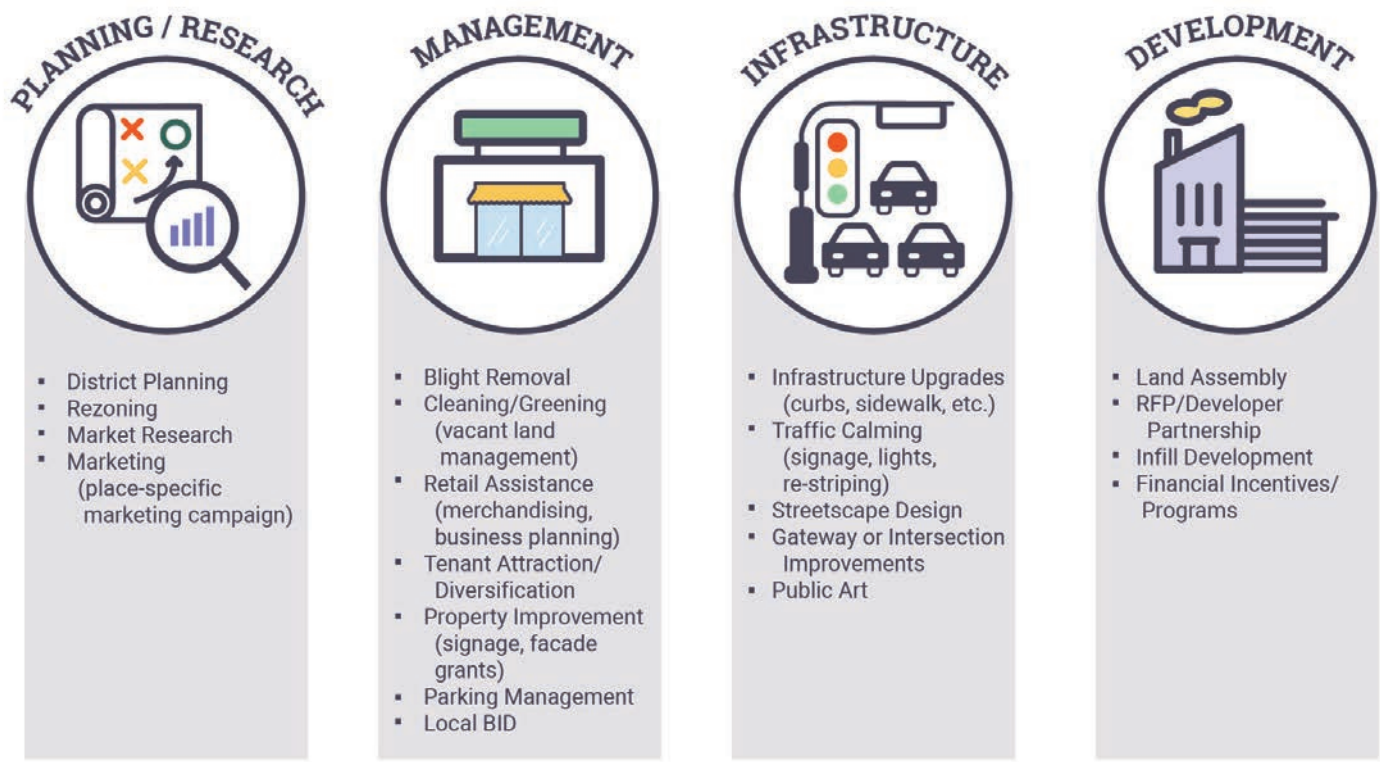 PLANNING / RESEARCH
▪ District Planning
▪ Rezoning
▪ Market Research
▪ Marketing
(place-specific
marketing campaign)
MANAGEMENT
▪ Blight Removal
▪ Cleaning/Greening
(vacant land
management)
▪ Retail Assistance
(merchandising,
business planning)
▪ Tenant Attraction/
Diversification
▪ Property Improvement
(signage, facade
grants)
▪ Parking Management
▪ Local BID
INFRASTRUCTURE
▪ Infrastructure Upgrades
(curbs, sidewalk, etc.)
▪ Traffic Calming
(signage, lights,
re-striping)
▪ Streetscape Design
▪ Gateway or Intersection
Improvements
▪ Public Art
DEVELOPMENT
▪ Land Assembly
▪ RFP/Developer
Partnership
▪ Infill Development
▪ Financial Incentives/
Programs